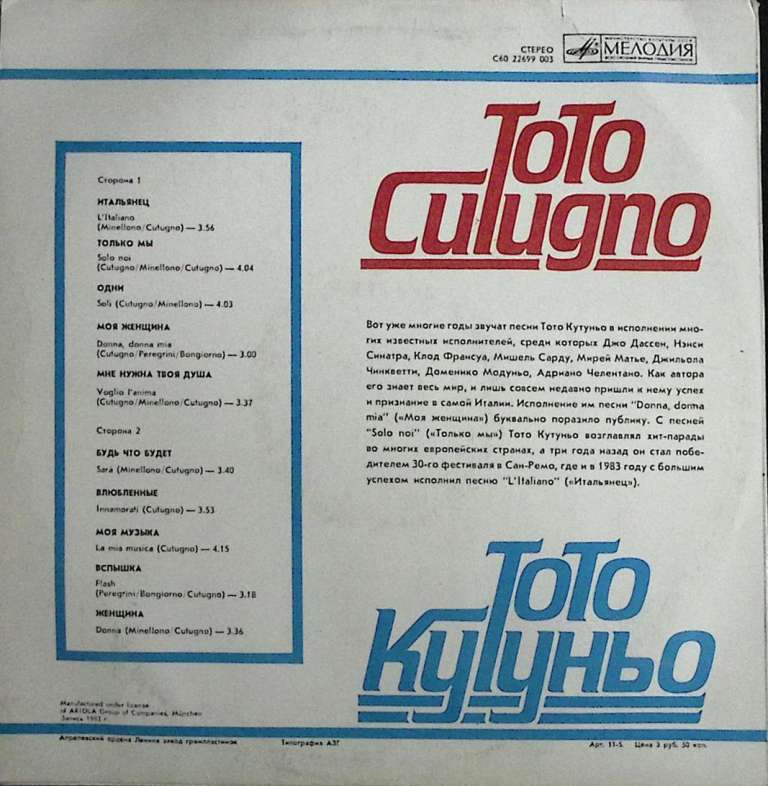 СТЕРЕО
С60 22699 003
МИНИСТЕРСТВО КУЛЬТУРЫ СССР
МЕЛОДИЯ
ВСЕСОЮЗНАЯ ФИРМА ГРАМПЛАСТИНОК
ToTo
CuTugno
Сторона 1
ИТАЛЬЯНЕЦ
L'Italiano
(Minellono/Cutugno) — 3.56
ТОЛЬКО МЫ
Solo noi
(Cutugno/Minellono/Cutugno) — 4.04
ОДНИ
Soli (Cutugno/Minellono) — 4.03
МОЯ ЖЕНЩИНА
Donna, donna mia
(Cutugno/Peregrini/Bongiorno) — 3.00
МНЕ НУЖНА ТВОЯ ДУША
Voglio l'anima
(Cutugno/Minellono/Cutugno) — 3.37
Сторона 2
БУДЬ ЧТО БУДЕТ
Sara (Minellono/Cutugno) — 3.40
ВЛЮБЛЕННЫЕ
Innamorati (Cutugno) — 3.53
МОЯ МУЗЫКА
La mia musica (Cutugno) — 4.15
ВСПЫШКА
Flash
(Peregrini/Bongiorno/Cutugno) — 3.18
ЖЕНЩИНА
Donna (Minellono/Cutugno) — 3.36
Вот уже многие годы звучат песни Тото Кутуньо в исполнении мно-
гих известных исполнителей, среди которых Джо Дассен, Нэнси
Синатра, Клод Франсуа, Мишель Сарду, Мирей Матье, Джильола
Чинкветти, Доменико Модуньо, Адриано Челентано. Как автора
его знает весь мир, и лишь совсем недавно пришли к нему успех
и признание в самой Италии. Исполнение им песни "Donna, donna
mia" («Моя женщина») буквально поразило публику. С песней
"Solo noi" («Только мы») Тото Кутуньо возглавлял хит-парады
во многих европейских странах, а три года назад он стал побе-
дителем 30-го фестиваля в Сан-Ремо, где и в 1983 году с большим
успехом исполнил песню "L'Italiano" («Итальянец»).
ТоТо
КуТуньо
Manufactured under license
of ARIOLA Group of Companies, München
Запись 1983 г.
Апрелевский ордена Ленина завод грампластинок
Типография АЗГ
Арт. 11-5. Цена 3 руб. 50 коп.